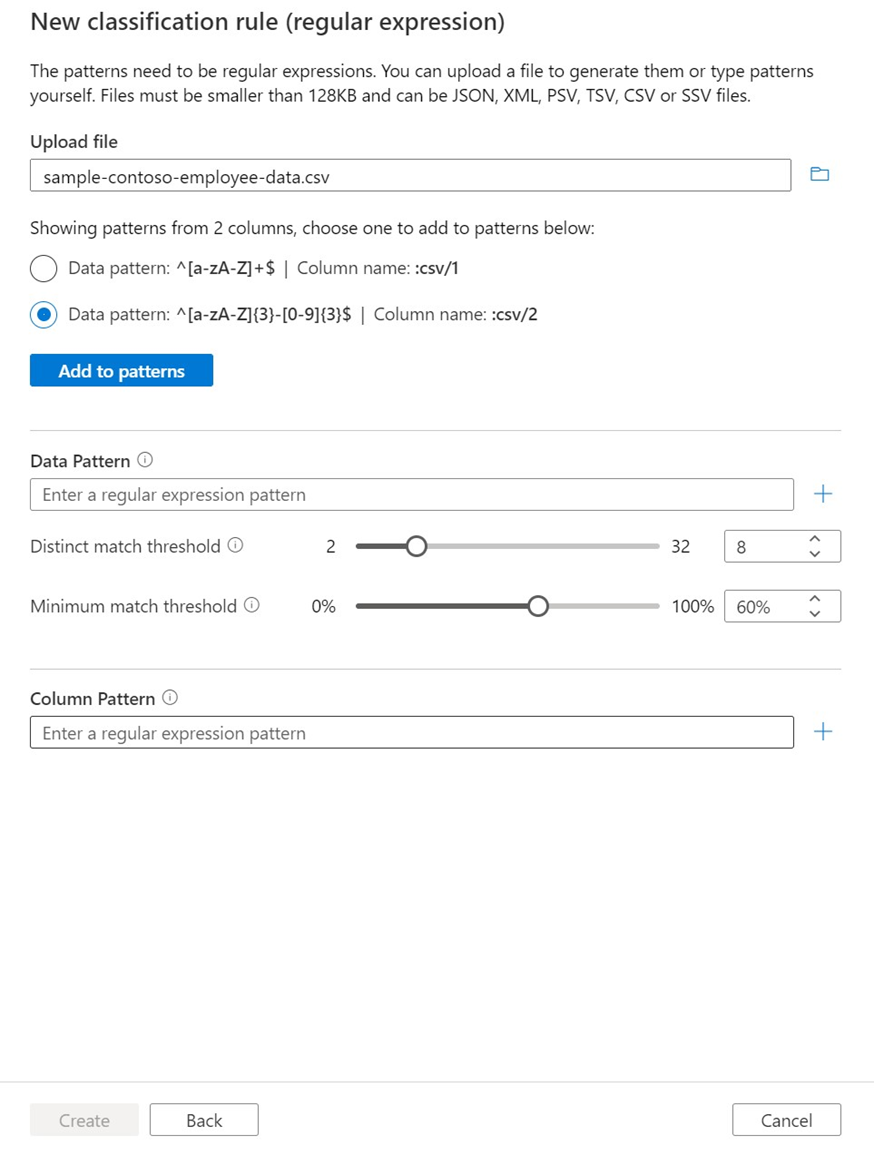 New classification rule (regular expression)
The patterns need to be regular expressions. You can upload a file to generate them or type patterns
yourself. Files must be smaller than 128KB and can be JSON, XML, PSV, TSV, CSV or SSV files.
Upload file
sample-contoso-employee-data.csv
Showing patterns from 2 columns, choose one to add to patterns below:
Data pattern: ^[a-zA-Z]+$ | Column name: :csv/1
Data pattern: ^[a-zA-Z]{3}-[0-9]{3}$ | Column name: :csv/2
Add to patterns
Data Pattern
Enter a regular expression pattern
Distinct match threshold 2 32 8
Minimum match threshold 0% 100% 60%
Column Pattern
Enter a regular expression pattern
Create Back Cancel